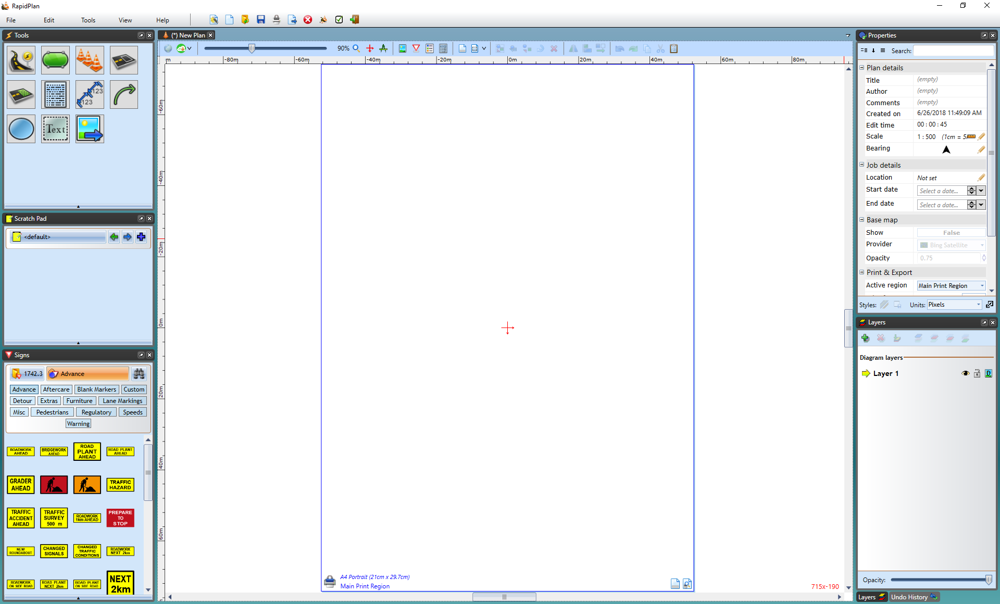 RapidPlan
File Edit Tools View Help
Tools
123
123
Text
Scratch Pad
<default>
Signs
1742.3 Advance
Advance Aftercare Blank Markers Custom
Detour Extras Furniture Lane Markings
Misc Pedestrians Regulatory Speeds
Warning
ROADWORK AHEAD
BRIDGEWORK AHEAD
ROAD PLANT AHEAD
ROAD PLANT AHEAD
GRADER AHEAD
TRAFFIC HAZARD
TRAFFIC ACCIDENT AHEAD
TRAFFIC SURVEY 500 m
ROADWORK 1km AHEAD
PREPARE TO STOP
NEW ROUNDABOUT
CHANGED SIGNALS
CHANGED TRAFFIC CONDITIONS
ROADWORK NEXT 2km
ROADWORK ON SIDE ROAD
ROAD PLANT NEXT 2km
ROAD PLANT ON SIDE ROAD
NEXT 2km
(*) New Plan
90%
m -80m -60m -40m -20m 0m 20m 40m 60m 80m
-60m
-40m
-20m
0m
20m
40m
60m
A4 Portrait (21cm x 29.7cm)
Main Print Region
715x-190
Properties
Search:
Plan details
Title (empty)
Author (empty)
Comments (empty)
Created on 6/26/2018 11:49:09 AM
Edit time 00 : 00 : 45
Scale 1 : 500 (1cm = 5
Bearing
Job details
Location Not set
Start date Select a date...
End date Select a date...
Base map
Show False
Provider Bing Satellite
Opacity 0.75
Print & Export
Active region Main Print Region
Styles: Units: Pixels
Layers
Diagram layers
Layer 1 D
Opacity:
Layers Undo History